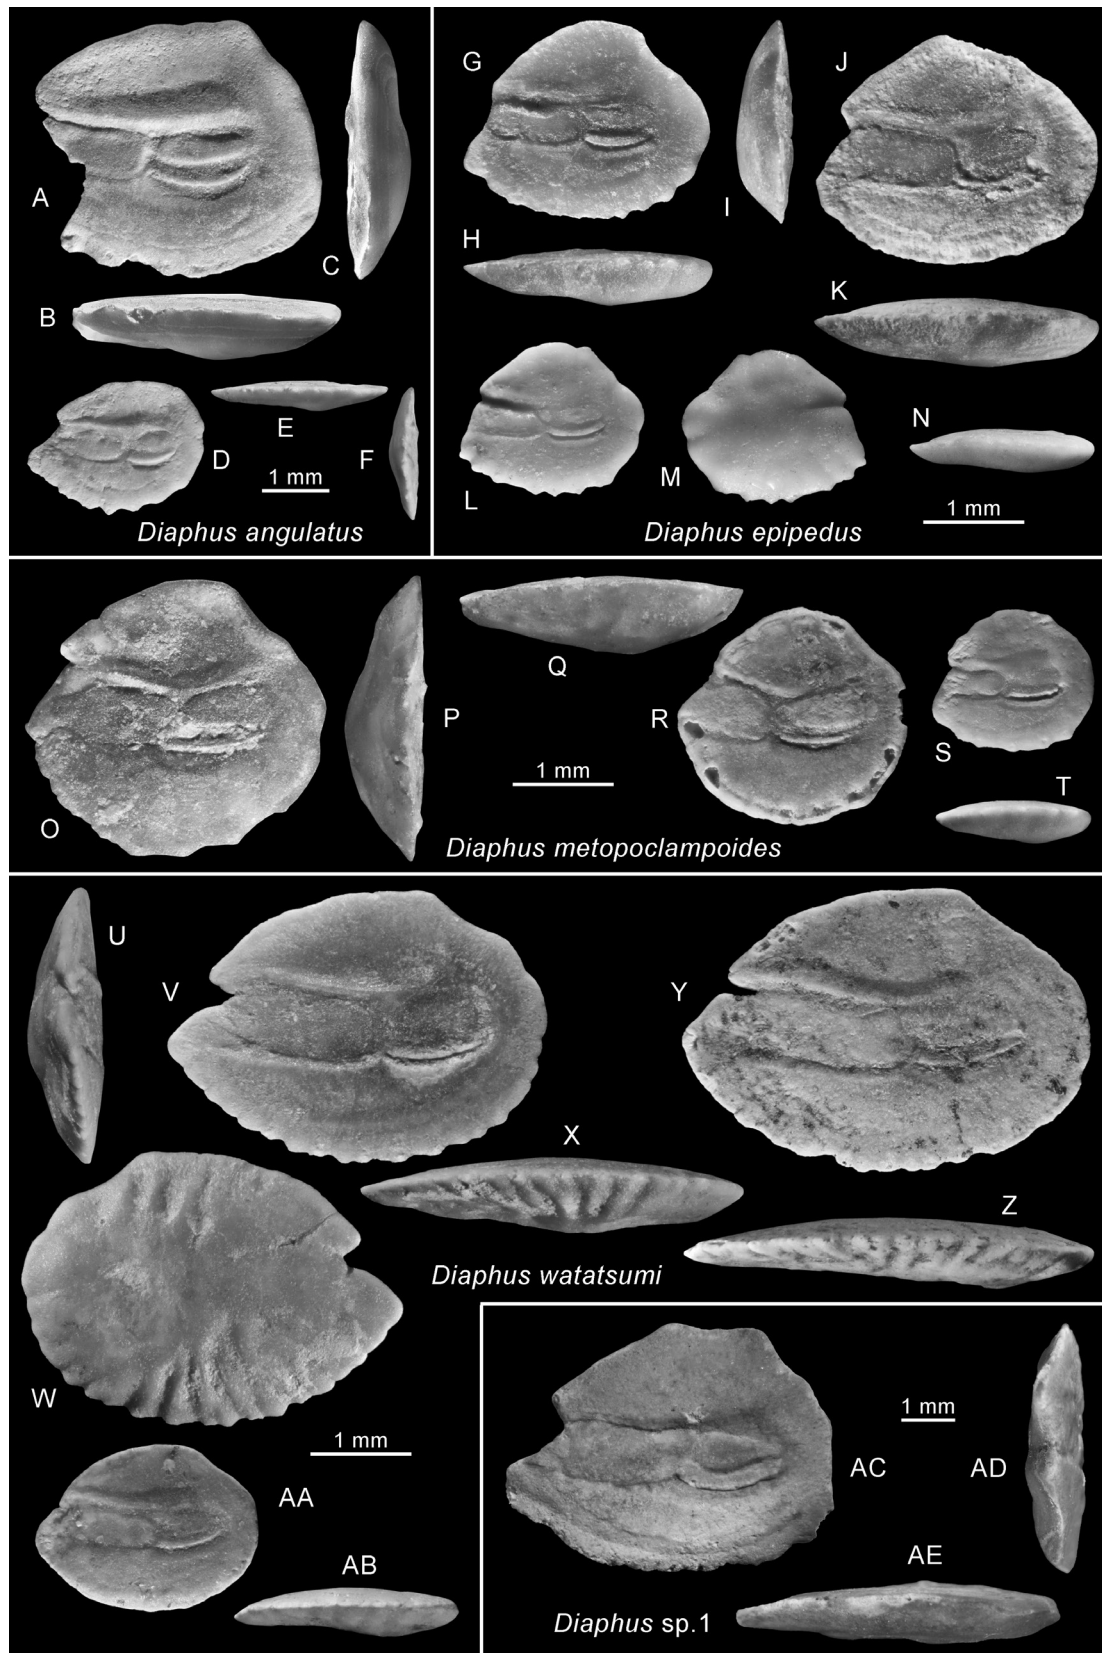 A
C
B
E
D
F
1 mm
Diaphus angulatus
G
I
J
H
K
L
M
N
1 mm
Diaphus epipedus
O
P
Q
R
S
T
1 mm
Diaphus metopoclampoides
U
V
Y
X
Z
Diaphus watatsumi
W
1 mm
AA
AB
1 mm
AC
AD
AE
Diaphus sp.1